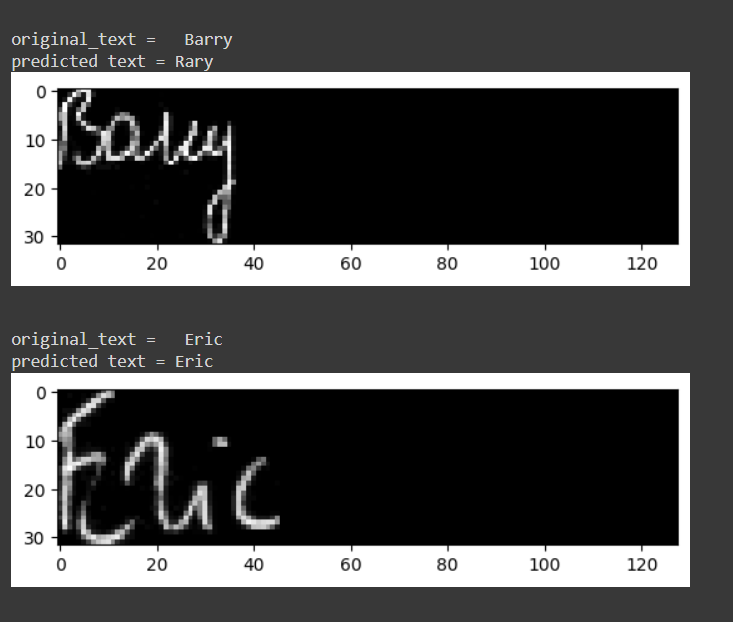 original_text =   Barry
predicted text = Rary
0
10
20
30
Barry
0 20 40 60 80 100 120
original_text =   Eric
predicted text = Eric
0
10
20
30
Eric
0 20 40 60 80 100 120